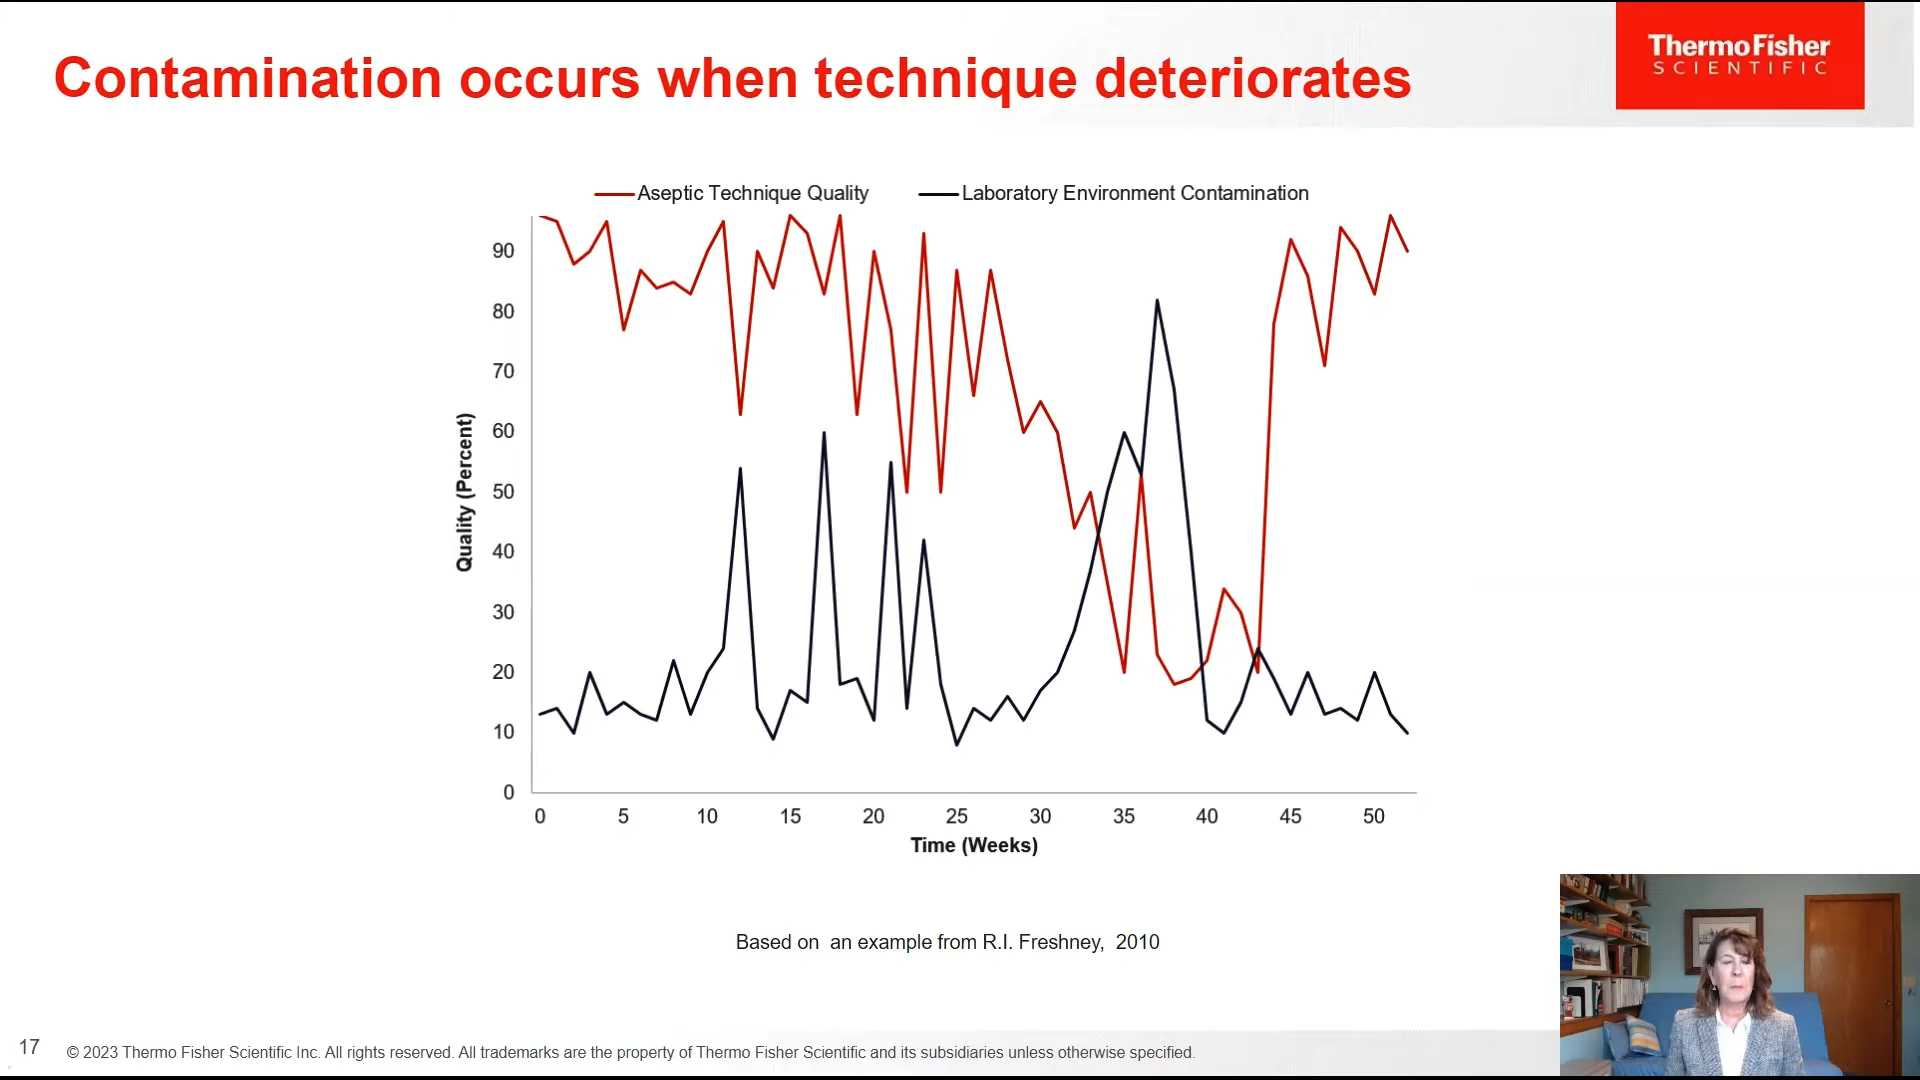 Contamination occurs when technique deteriorates
ThermoFisher
SCIENTIFIC
Aseptic Technique Quality
Laboratory Environment Contamination
Quality (Percent)
90
80
70
60
50
40
30
20
10
0
0 5 10 15 20 25 30 35 40 45 50
Time (Weeks)
Based on an example from R.I. Freshney, 2010
17
© 2023 Thermo Fisher Scientific Inc. All rights reserved. All trademarks are the property of Thermo Fisher Scientific and its subsidiaries unless otherwise specified.